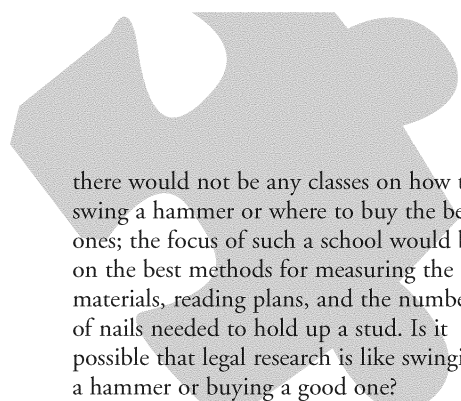 there would not be any classes on how
swing a hammer or where to buy the
ones; the focus of such a school would
on the best methods for measuring the
materials, reading plans, and the
of nails needed to hold up a stud. Is it
possible that legal research is like
a hammer or buying a good one?